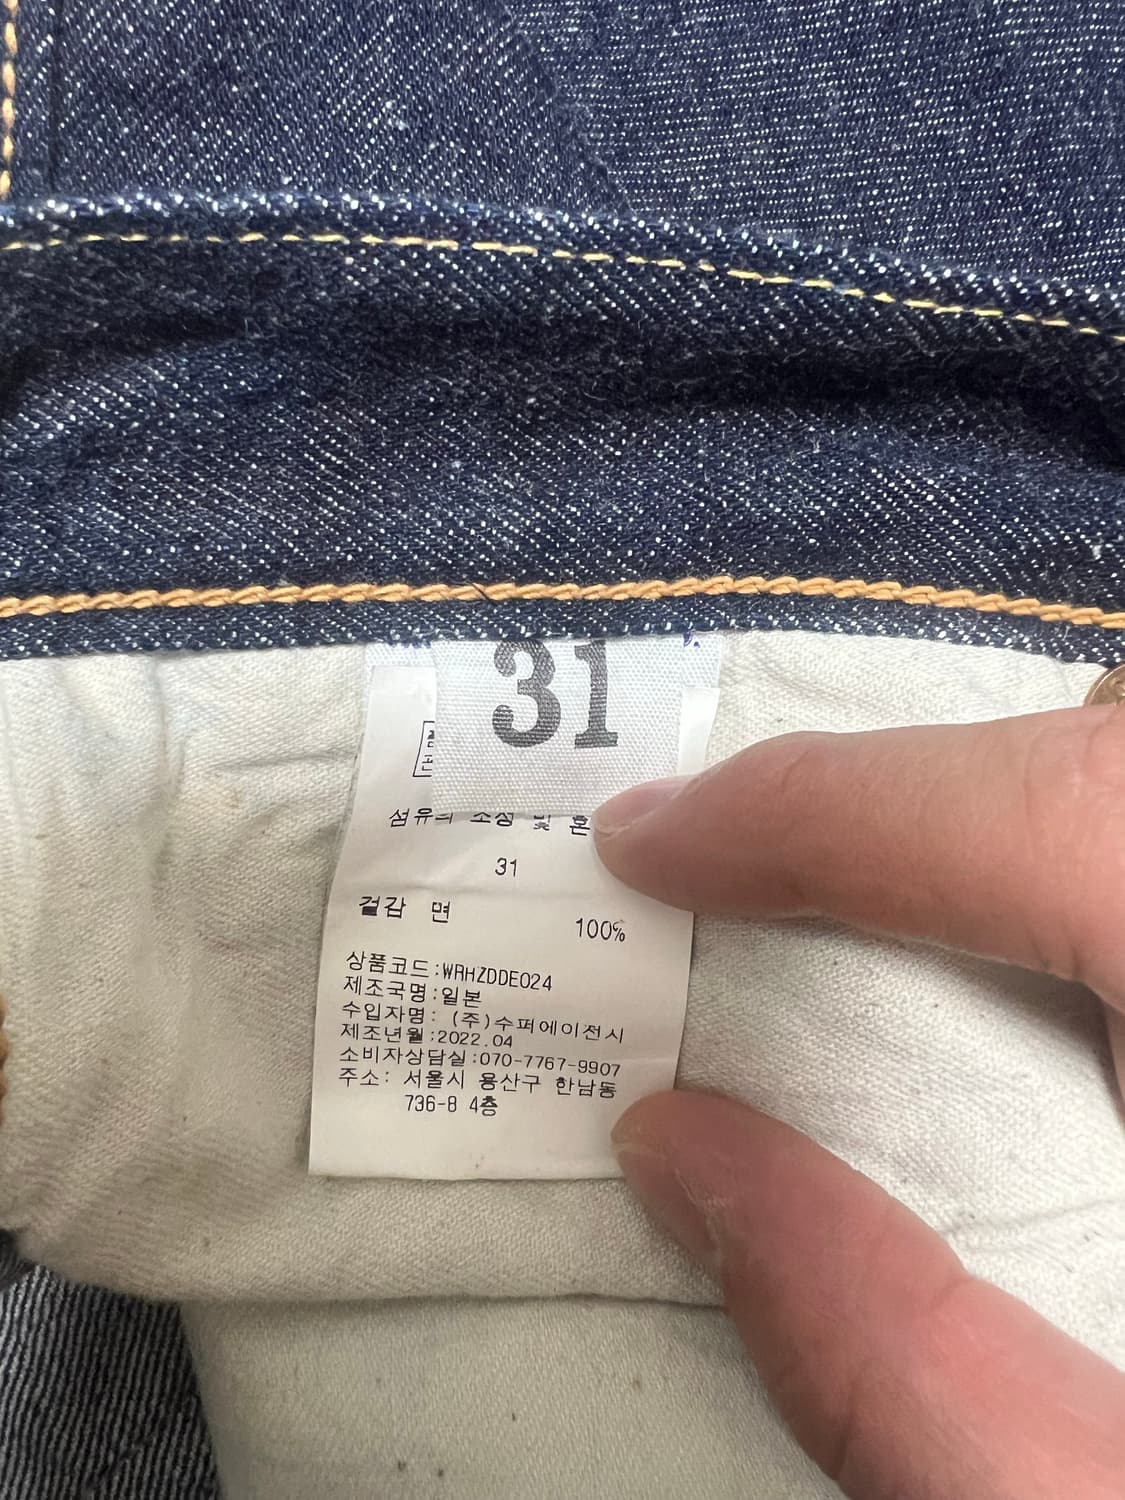 31
섬유의 조성 및 혼
31
겉감 면 100%
상품코드:WRHZDDE024
제조국명:일본
수입자명: (주)수퍼에이전시
제조년월:2022.04
소비자상담실:070-7767-9907
주소: 서울시 용산구 한남동
736-8 4층